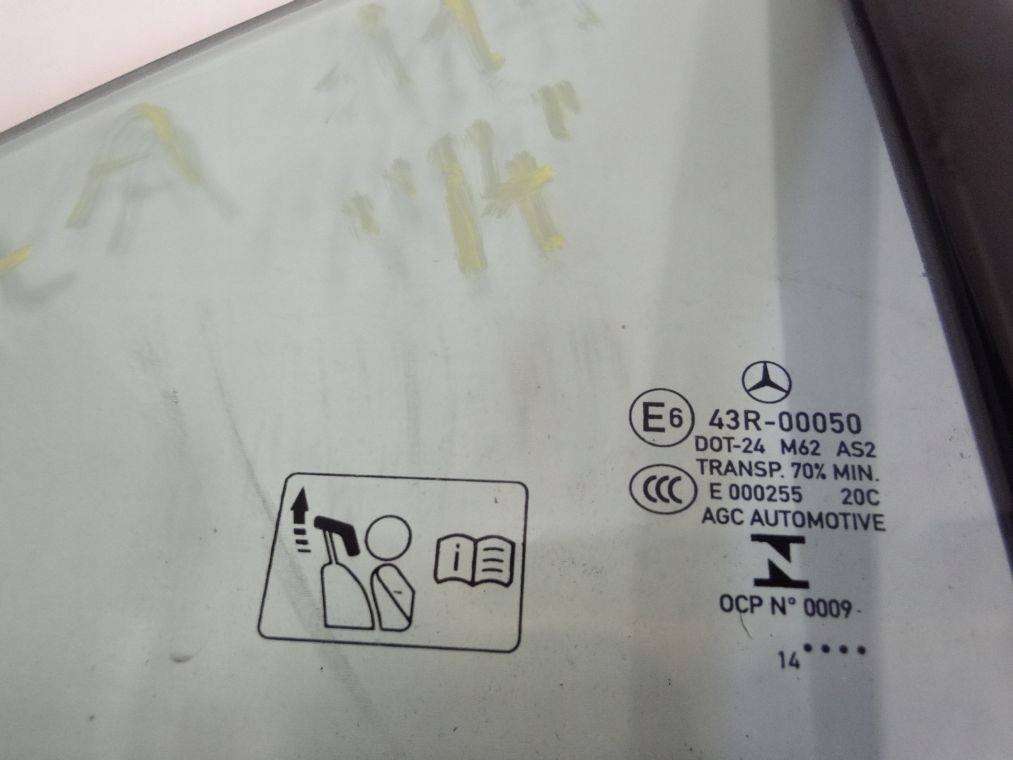 E6 43R-00050
DOT-24 M62 AS2
TRANSP. 70% MIN.
CCC E 000255 20C
AGC AUTOMOTIVE
OCP N° 0009
14 ••••
i